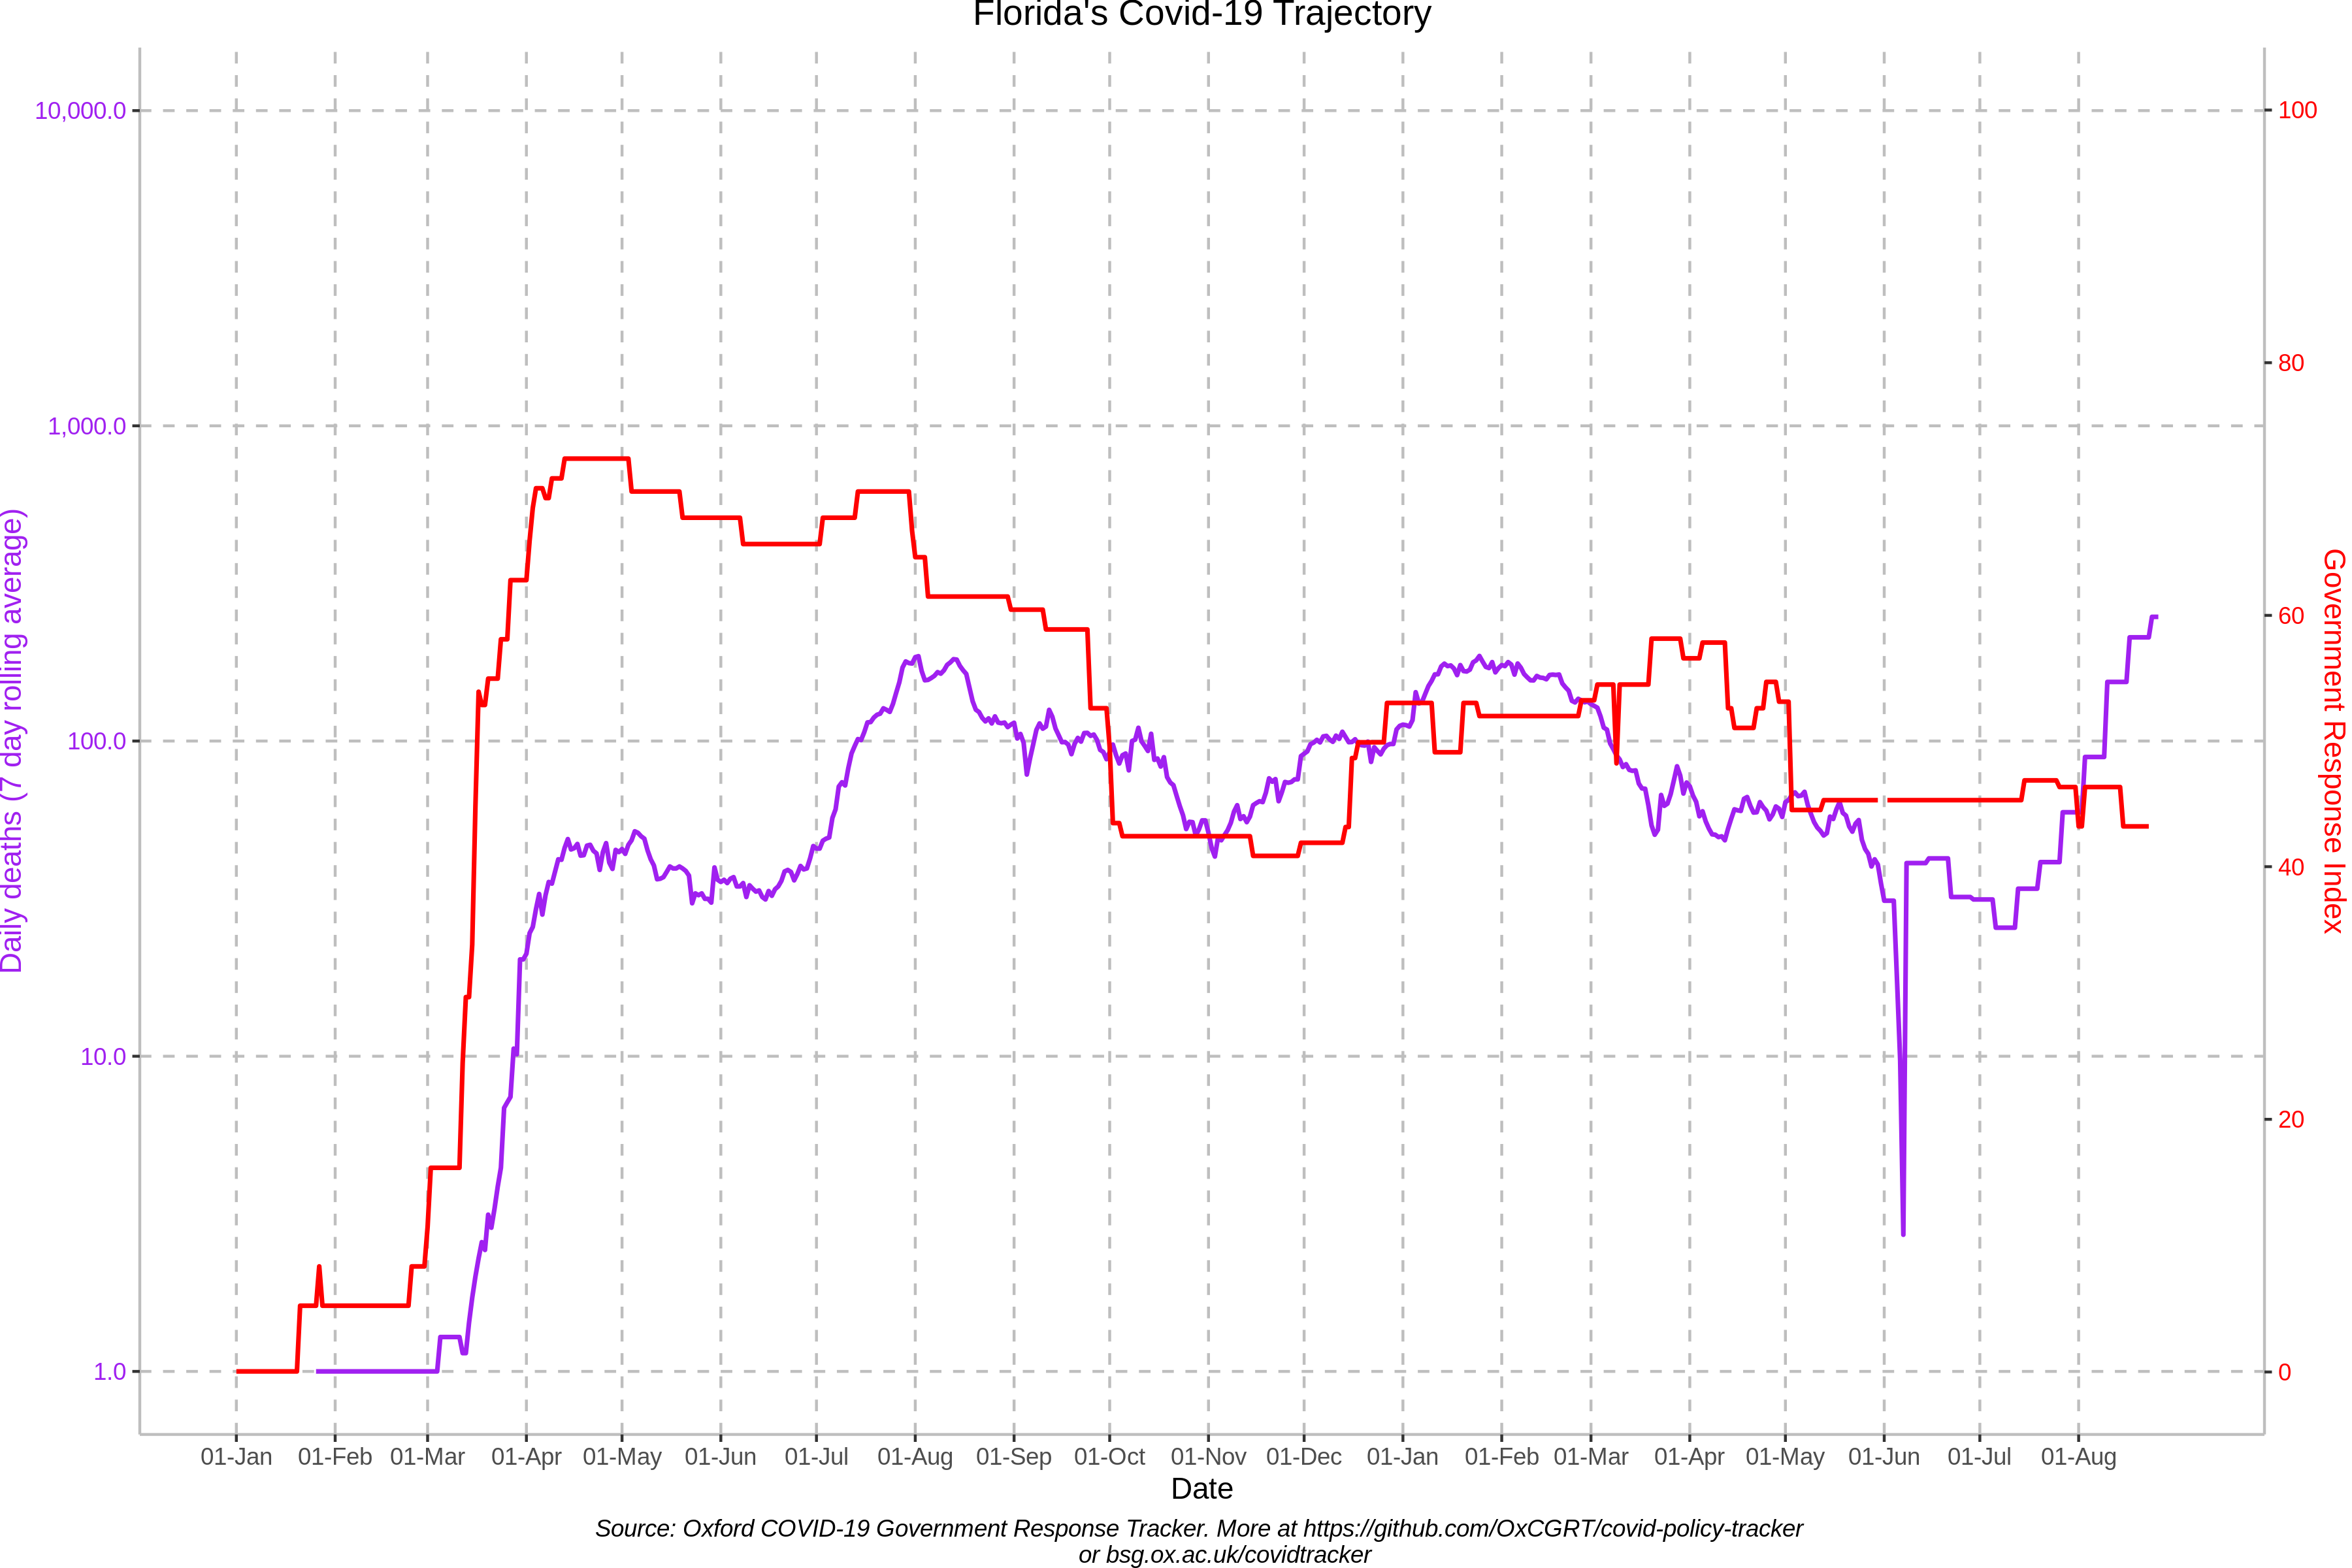 Florida's Covid-19 Trajectory
10,000.0
1,000.0
100.0
10.0
1.0
Daily deaths (7 day rolling average)
100
80
60
40
20
0
Government Response Index
01-Jan 01-Feb 01-Mar 01-Apr 01-May 01-Jun 01-Jul 01-Aug 01-Sep 01-Oct 01-Nov 01-Dec 01-Jan 01-Feb 01-Mar 01-Apr 01-May 01-Jun 01-Jul 01-Aug
Date
Source: Oxford COVID-19 Government Response Tracker. More at https://github.com/OxCGRT/covid-policy-tracker
or bsg.ox.ac.uk/covidtracker